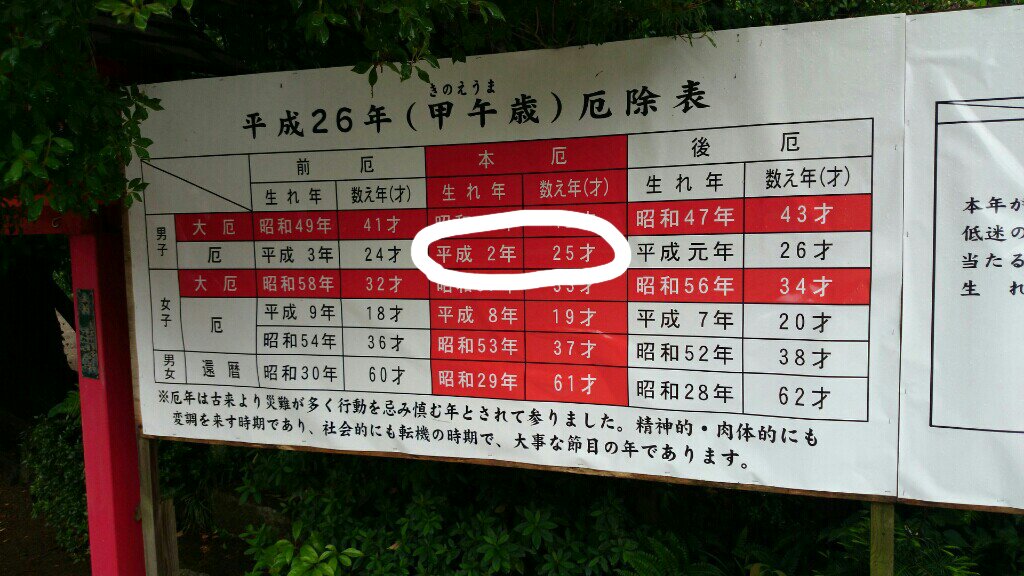 きのえうま
平成26年(甲午歳)厄除表
前厄 本厄 後厄
生れ年 数え年(才) 生れ年 数え年(才) 生れ年 数え年(才)
男子 大厄 昭和49年 41才 昭和47年 43才
厄 平成3年 24才 平成2年 25才 平成元年 26才
女子 大厄 昭和58年 32才 33才 昭和56年 34才
厄 平成9年 18才 平成8年 19才 平成7年 20才
昭和54年 36才 昭和53年 37才 昭和52年 38才
男女 還暦 昭和30年 60才 昭和29年 61才 昭和28年 62才
※厄年は古来より災難が多く行動を忌み慎む年とされて参りました。精神的・肉体的にも
変調を来す時期であり、社会的にも転機の時期で、大事な節目の年であります。
本年が
低迷の
当たる
生れ